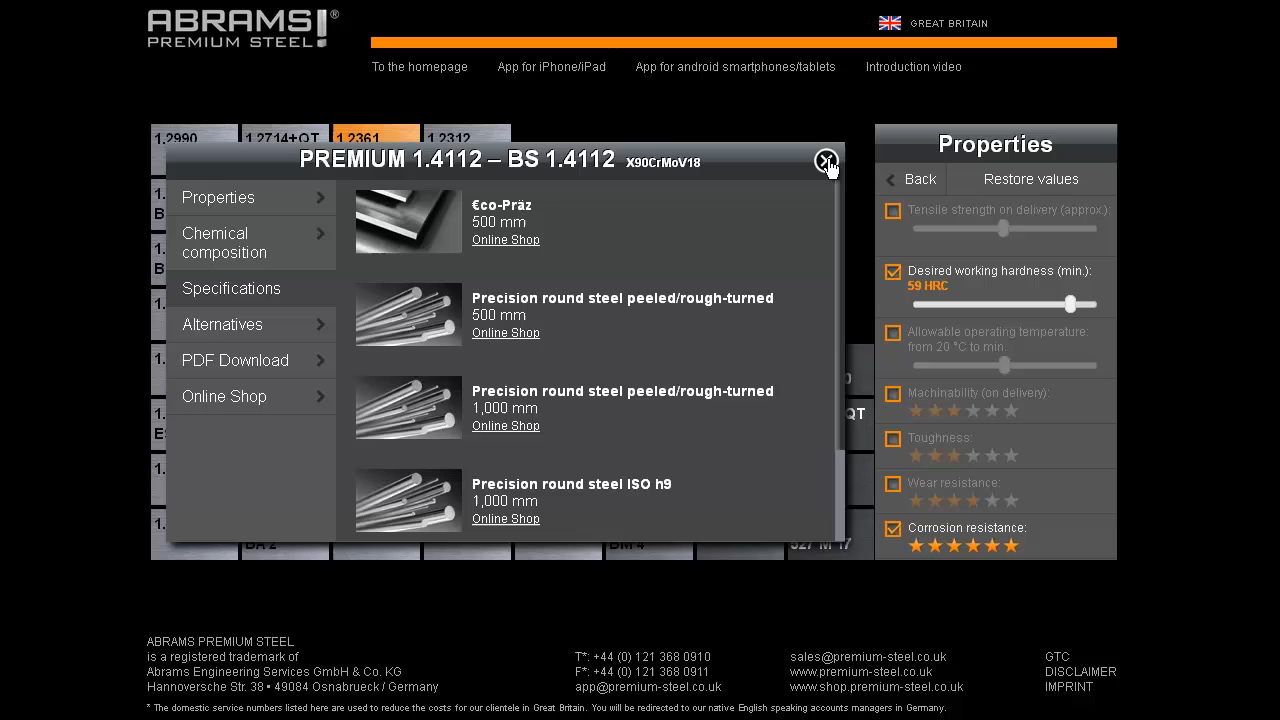 ABRAMS!®
PREMIUM STEEL
GREAT BRITAIN
To the homepage
App for iPhone/iPad
App for android smartphones/tablets
Introduction video
1.2990
1.2714+QT
1.2361
1.2312
PREMIUM 1.4112 – BS 1.4112 X90CrMoV18
Properties
Chemical
composition
Specifications
Alternatives
PDF Download
Online Shop
€co-Präz
500 mm
Online Shop
Precision round steel peeled/rough-turned
500 mm
Online Shop
Precision round steel peeled/rough-turned
1,000 mm
Online Shop
Precision round steel ISO h9
1,000 mm
Online Shop
QT
BA 2
BM 4
Properties
Back
Restore values
Tensile strength on delivery (approx.):
Desired working hardness (min.):
59 HRC
Allowable operating temperature:
from 20 °C to min.
Machinability (on delivery):
Toughness:
Wear resistance:
Corrosion resistance:
ABRAMS PREMIUM STEEL
is a registered trademark of
Abrams Engineering Services GmbH & Co. KG
Hannoversche Str. 38 ▪ 49084 Osnabrueck / Germany
T*: +44 (0) 121 368 0910
F*: +44 (0) 121 368 0911
app@premium-steel.co.uk
sales@premium-steel.co.uk
www.premium-steel.co.uk
www.shop.premium-steel.co.uk
GTC
DISCLAIMER
IMPRINT
* The domestic service numbers listed here are used to reduce the costs for our clientele in Great Britain. You will be redirected to our native English speaking accounts managers in Germany.